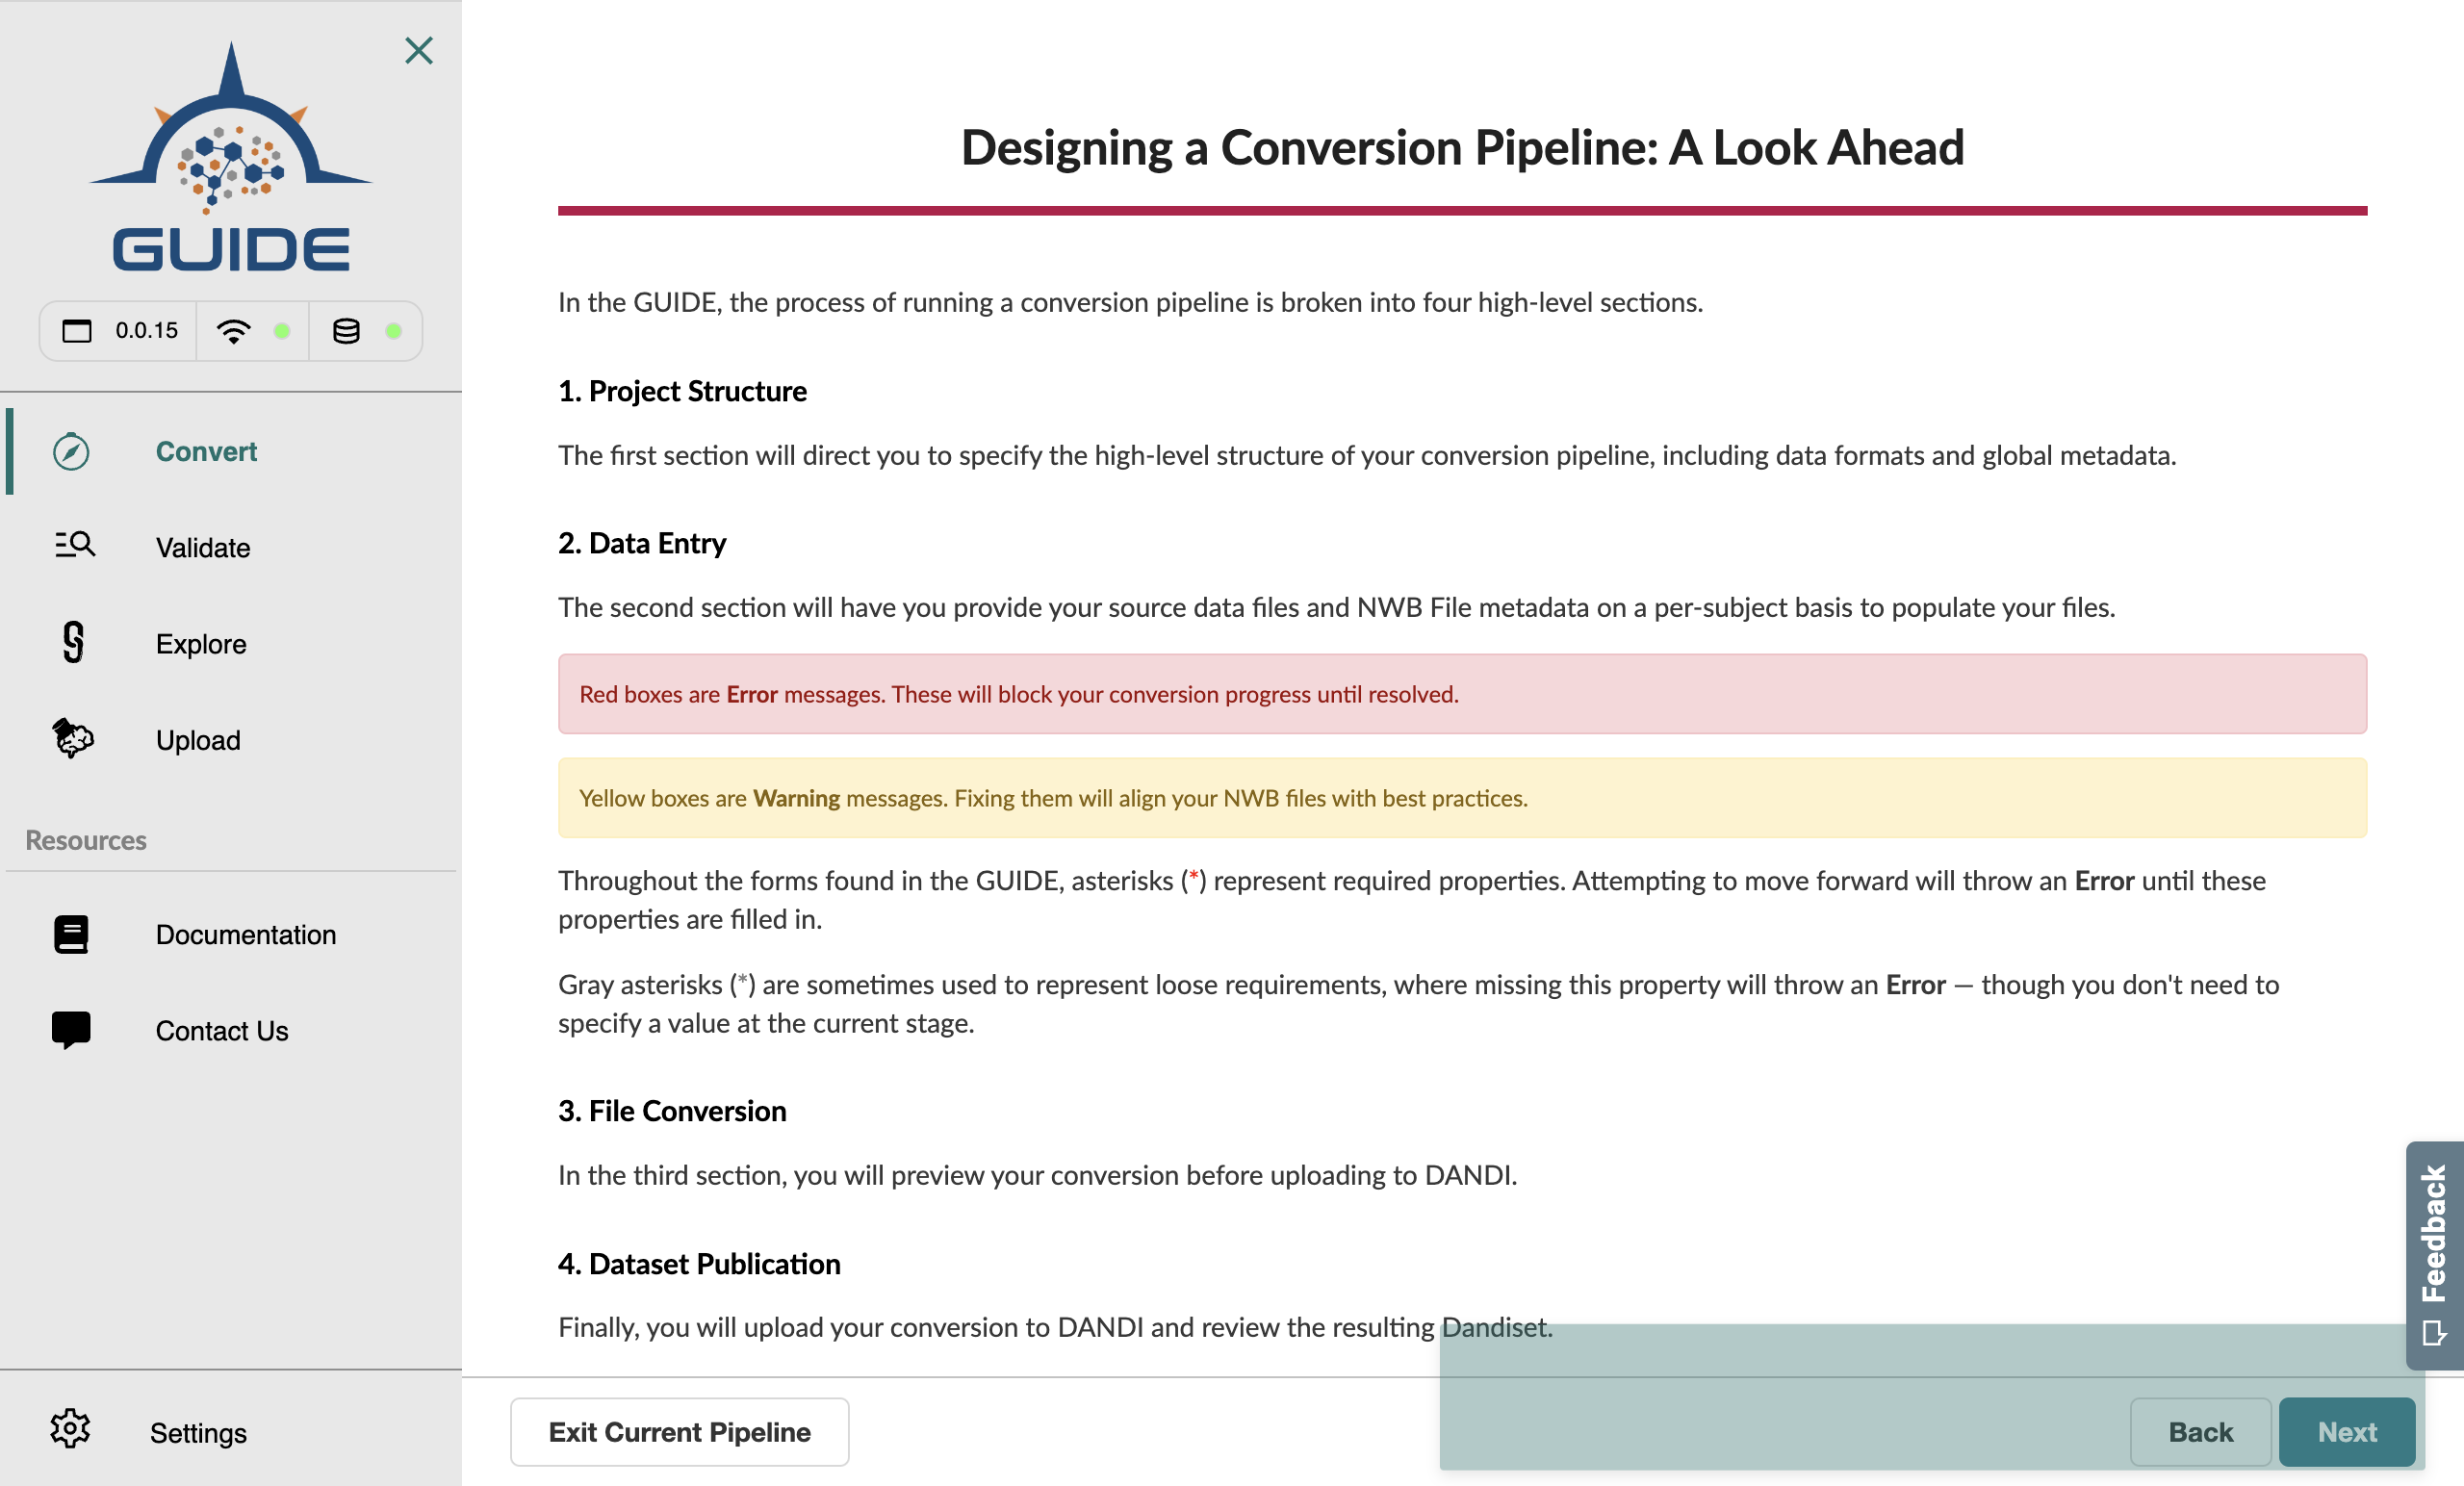 GUIDE
0.0.15
Convert
Validate
Explore
Upload
Resources
Documentation
Contact Us
Settings
Designing a Conversion Pipeline: A Look Ahead
In the GUIDE, the process of running a conversion pipeline is broken into four high-level sections.
1. Project Structure
The first section will direct you to specify the high-level structure of your conversion pipeline, including data formats and global metadata.
2. Data Entry
The second section will have you provide your source data files and NWB File metadata on a per-subject basis to populate your files.
Red boxes are Error messages. These will block your conversion progress until resolved.
Yellow boxes are Warning messages. Fixing them will align your NWB files with best practices.
Throughout the forms found in the GUIDE, asterisks (*) represent required properties. Attempting to move forward will throw an Error until these
properties are filled in.
Gray asterisks (*) are sometimes used to represent loose requirements, where missing this property will throw an Error — though you don't need to
specify a value at the current stage.
3. File Conversion
In the third section, you will preview your conversion before uploading to DANDI.
4. Dataset Publication
Finally, you will upload your conversion to DANDI and review the resulting Dandiset.
Exit Current Pipeline
Back
Next
Feedback